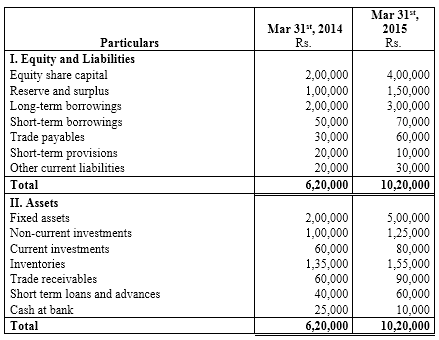 Particulars Mar 31st, 2014 Rs. Mar 31st, 2015 Rs.
I. Equity and Liabilities
Equity share capital 2,00,000 4,00,000
Reserve and surplus 1,00,000 1,50,000
Long-term borrowings 2,00,000 3,00,000
Short-term borrowings 50,000 70,000
Trade payables 30,000 60,000
Short-term provisions 20,000 10,000
Other current liabilities 20,000 30,000
Total 6,20,000 10,20,000
II. Assets
Fixed assets 2,00,000 5,00,000
Non-current investments 1,00,000 1,25,000
Current investments 60,000 80,000
Inventories 1,35,000 1,55,000
Trade receivables 60,000 90,000
Short term loans and advances 40,000 60,000
Cash at bank 25,000 10,000
Total 6,20,000 10,20,000